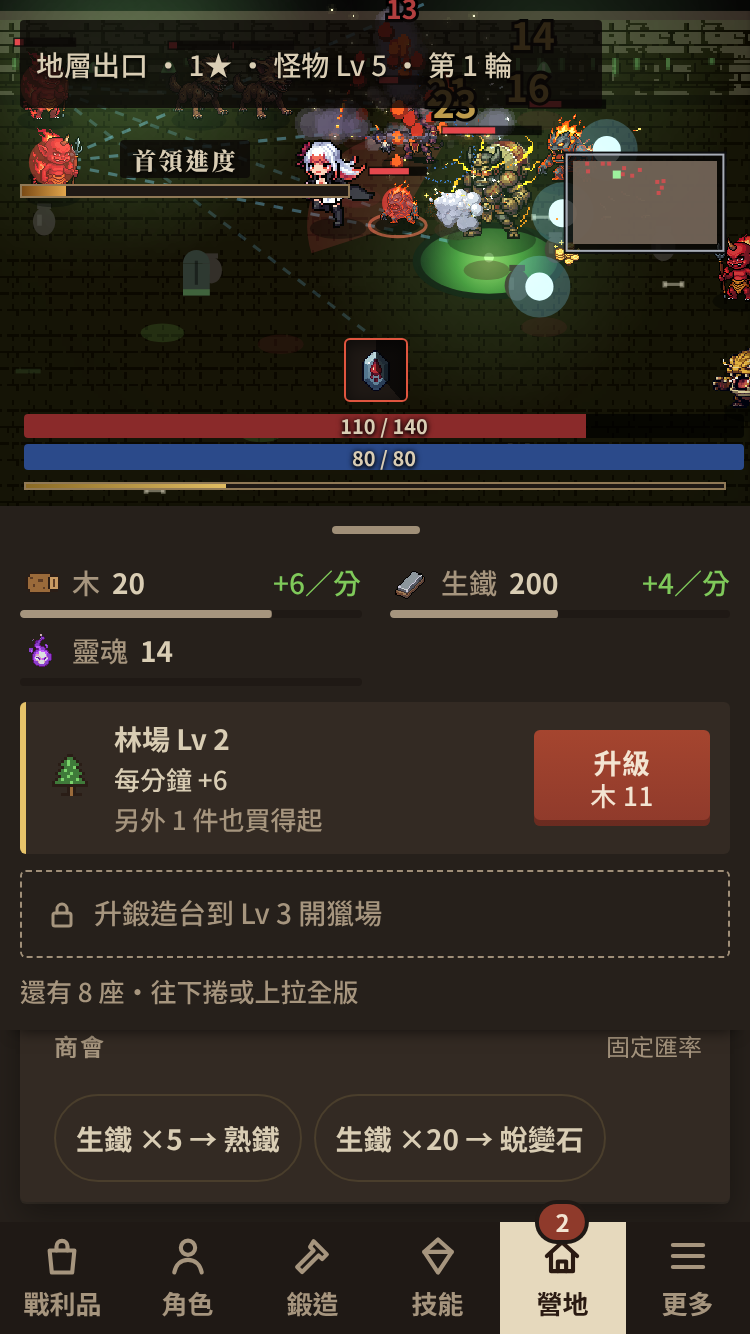 13
14
地層出口 • 1★ • 怪物 Lv 5 • 第 1 輪
16
23
首領進度
110 / 140
80 / 80
木 20 +6／分
生鐵 200 +4／分
靈魂 14
林場 Lv 2
每分鐘 +6
另外 1 件也買得起
升級
木 11
升鍛造台到 Lv 3 開獵場
還有 8 座・往下捲或上拉全版
商會 固定匯率
生鐵 ×5 → 熟鐵
生鐵 ×20 → 蛻變石
2
戰利品 角色 鍛造 技能 營地 更多